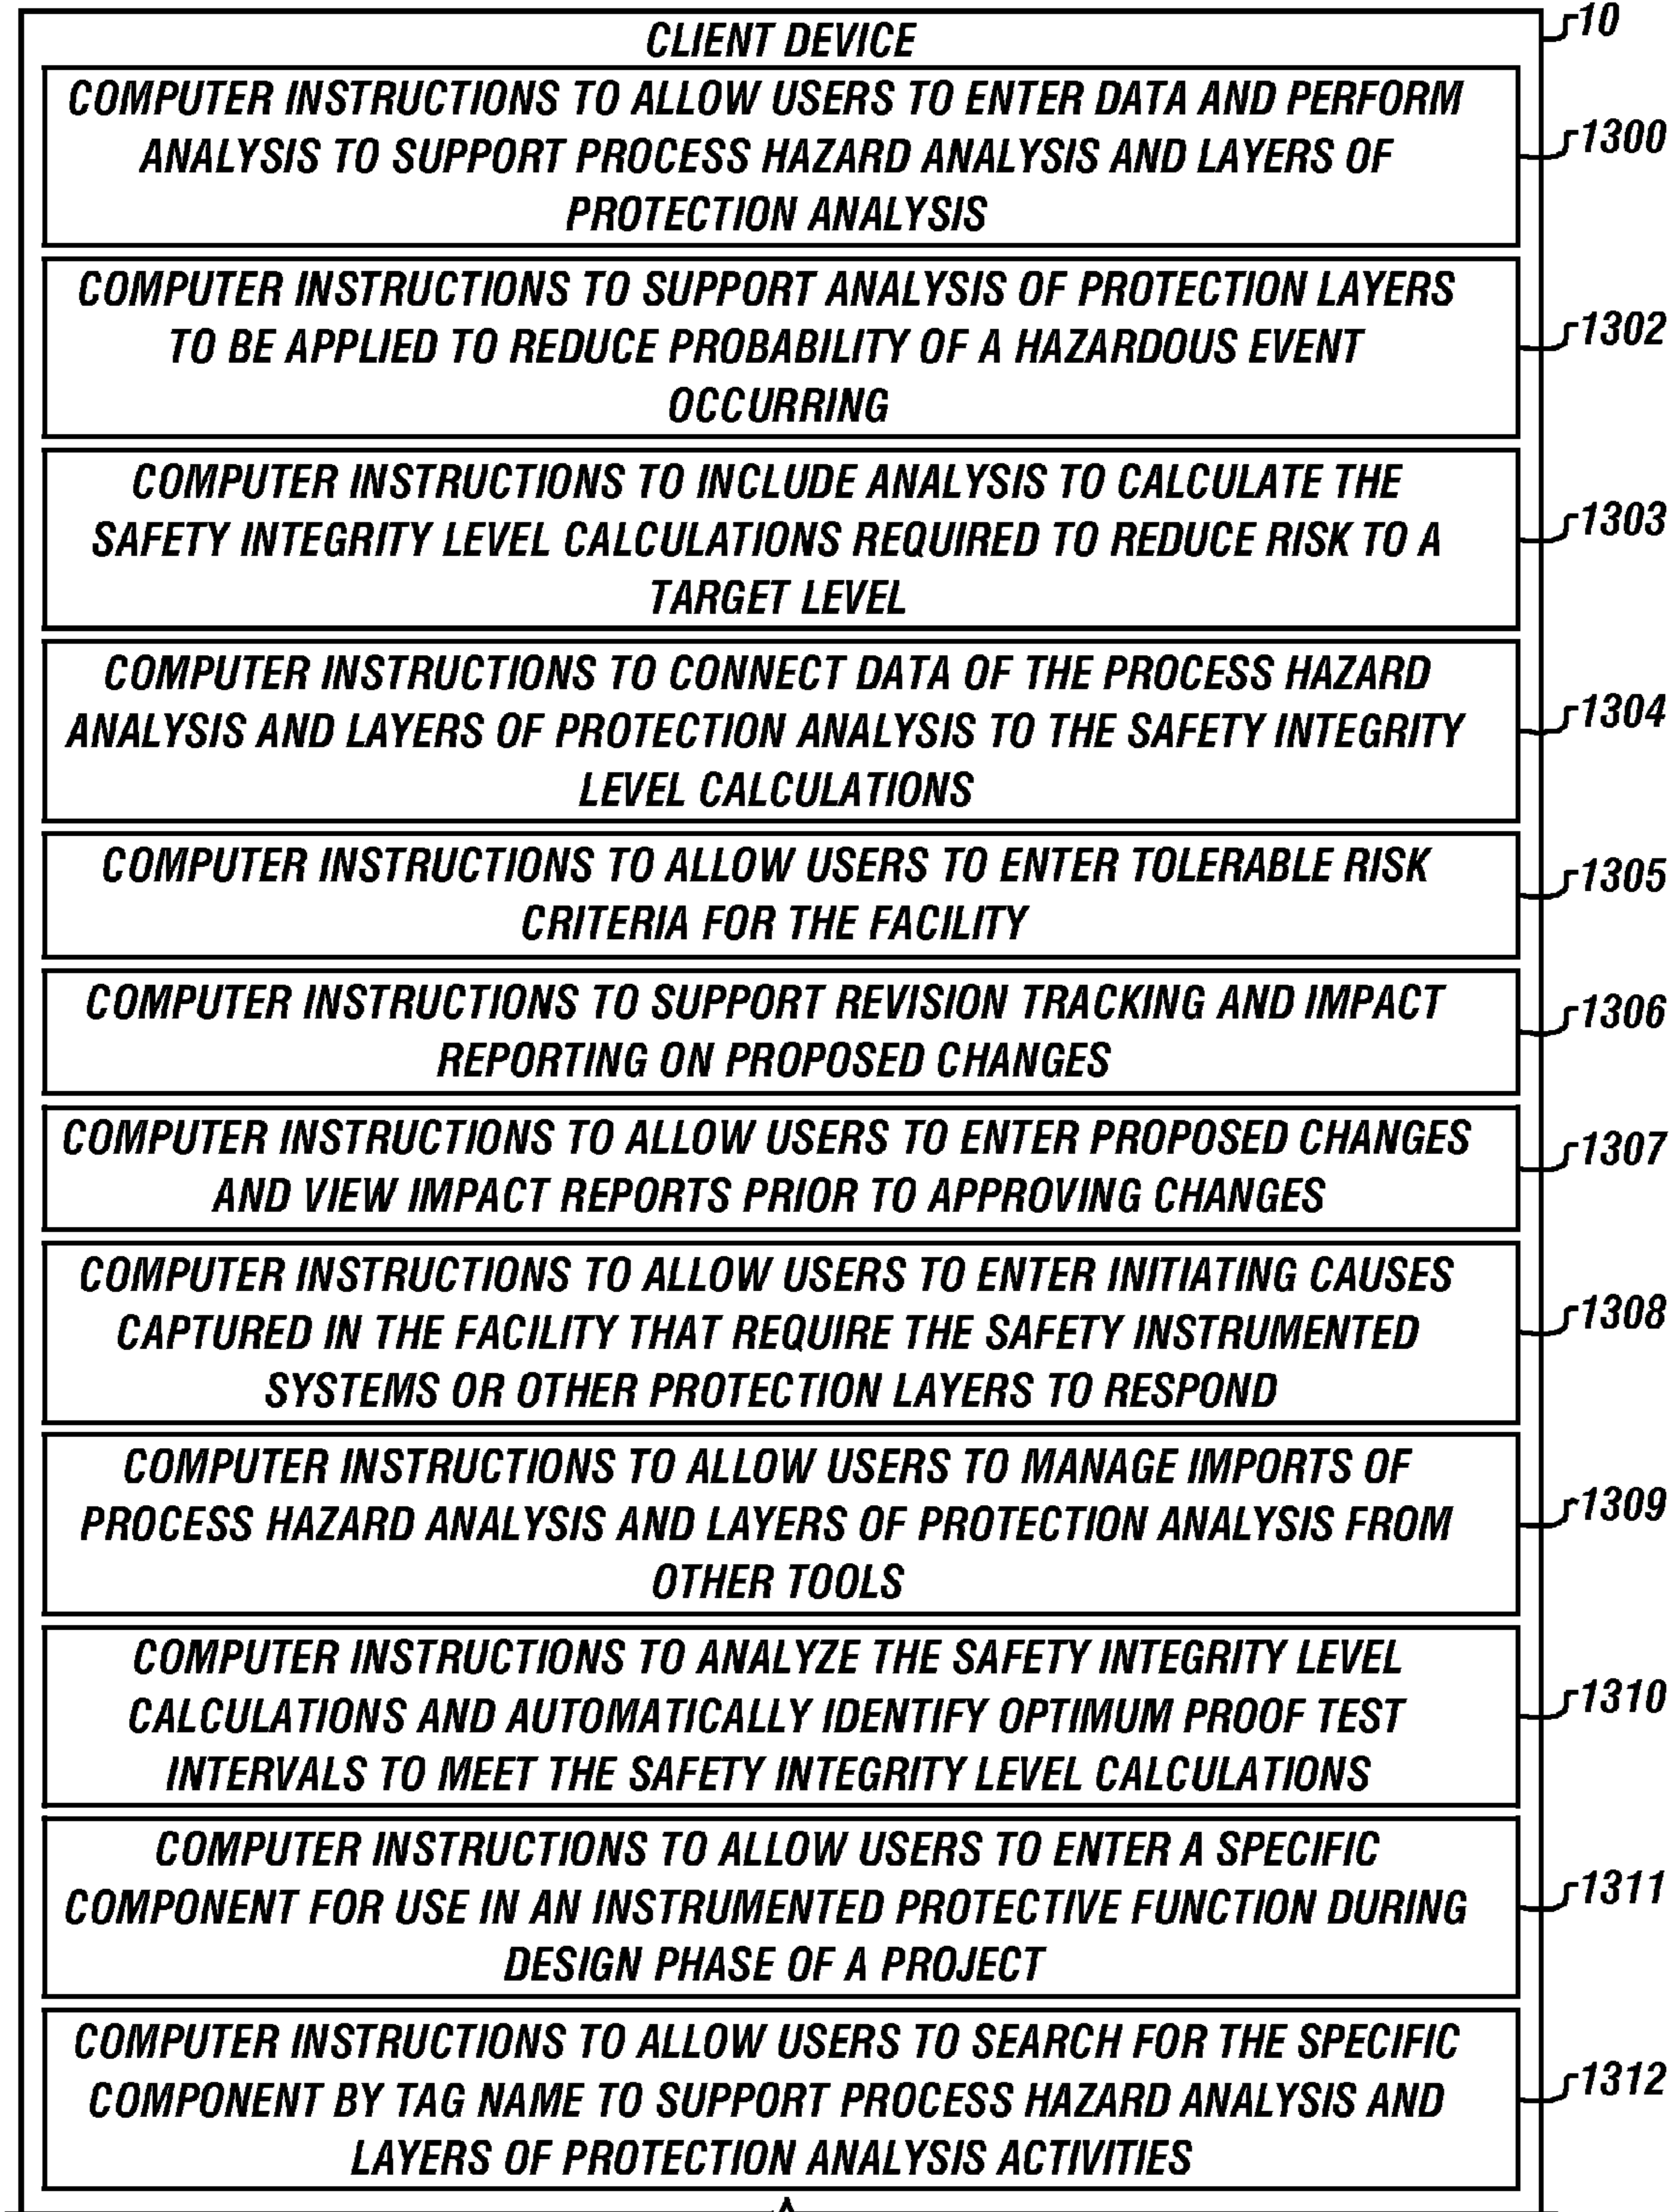 CLIENT DEVICE
10
COMPUTER INSTRUCTIONS TO ALLOW USERS TO ENTER DATA AND PERFORM
ANALYSIS TO SUPPORT PROCESS HAZARD ANALYSIS AND LAYERS OF
PROTECTION ANALYSIS
1300
COMPUTER INSTRUCTIONS TO SUPPORT ANALYSIS OF PROTECTION LAYERS
TO BE APPLIED TO REDUCE PROBABILITY OF A HAZARDOUS EVENT
OCCURRING
1302
COMPUTER INSTRUCTIONS TO INCLUDE ANALYSIS TO CALCULATE THE
SAFETY INTEGRITY LEVEL CALCULATIONS REQUIRED TO REDUCE RISK TO A
TARGET LEVEL
1303
COMPUTER INSTRUCTIONS TO CONNECT DATA OF THE PROCESS HAZARD
ANALYSIS AND LAYERS OF PROTECTION ANALYSIS TO THE SAFETY INTEGRITY
LEVEL CALCULATIONS
1304
COMPUTER INSTRUCTIONS TO ALLOW USERS TO ENTER TOLERABLE RISK
CRITERIA FOR THE FACILITY
1305
COMPUTER INSTRUCTIONS TO SUPPORT REVISION TRACKING AND IMPACT
REPORTING ON PROPOSED CHANGES
1306
COMPUTER INSTRUCTIONS TO ALLOW USERS TO ENTER PROPOSED CHANGES
AND VIEW IMPACT REPORTS PRIOR TO APPROVING CHANGES
1307
COMPUTER INSTRUCTIONS TO ALLOW USERS TO ENTER INITIATING CAUSES
CAPTURED IN THE FACILITY THAT REQUIRE THE SAFETY INSTRUMENTED
SYSTEMS OR OTHER PROTECTION LAYERS TO RESPOND
1308
COMPUTER INSTRUCTIONS TO ALLOW USERS TO MANAGE IMPORTS OF
PROCESS HAZARD ANALYSIS AND LAYERS OF PROTECTION ANALYSIS FROM
OTHER TOOLS
1309
COMPUTER INSTRUCTIONS TO ANALYZE THE SAFETY INTEGRITY LEVEL
CALCULATIONS AND AUTOMATICALLY IDENTIFY OPTIMUM PROOF TEST
INTERVALS TO MEET THE SAFETY INTEGRITY LEVEL CALCULATIONS
1310
COMPUTER INSTRUCTIONS TO ALLOW USERS TO ENTER A SPECIFIC
COMPONENT FOR USE IN AN INSTRUMENTED PROTECTIVE FUNCTION DURING
DESIGN PHASE OF A PROJECT
1311
COMPUTER INSTRUCTIONS TO ALLOW USERS TO SEARCH FOR THE SPECIFIC
COMPONENT BY TAG NAME TO SUPPORT PROCESS HAZARD ANALYSIS AND
LAYERS OF PROTECTION ANALYSIS ACTIVITIES
1312